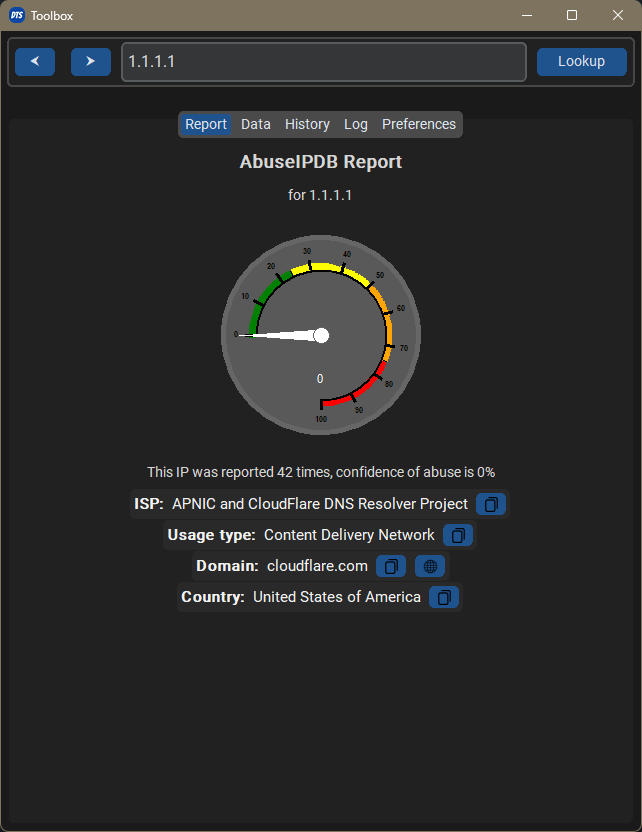 DTS Toolbox
1.1.1.1 Lookup
Report Data History Log Preferences
AbuseIPDB Report
for 1.1.1.1
0
10
20
30
40
50
60
70
80
90
100
0
This IP was reported 42 times, confidence of abuse is 0%
ISP: APNIC and CloudFlare DNS Resolver Project
Usage type: Content Delivery Network
Domain: cloudflare.com
Country: United States of America